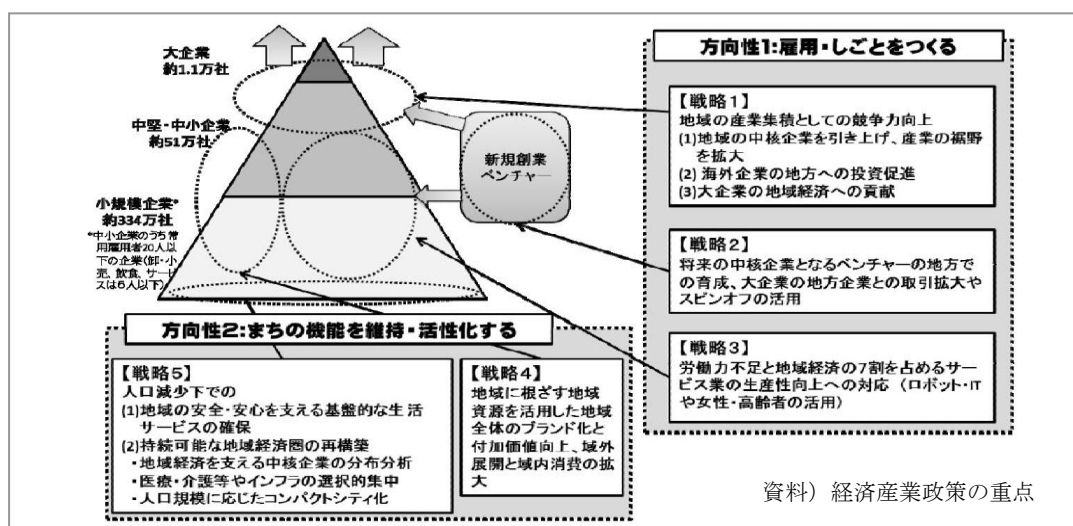 大企業
約1.1万社
中堅・中小企業
約51万社
小規模企業*
約334万社
*中小企業のうち常
用雇用者20人以
下の企業(卸・小
売、飲食、サービ
スは5人以下)
新規創業
ベンチャー
方向性1:雇用・しごとをつくる
【戦略1】
地域の産業集積としての競争力向上
(1)地域の中核企業を引き上げ、産業の裾野
を拡大
(2) 海外企業の地方への投資促進
(3)大企業の地域経済への貢献
【戦略2】
将来の中核企業となるベンチャーの地方で
の育成、大企業の地方企業との取引拡大や
スピンオフの活用
【戦略3】
労働力不足と地域経済の7割を占めるサー
ビス業の生産性向上への対応 (ロボット・IT
や女性・高齢者の活用)
方向性2:まちの機能を維持・活性化する
【戦略5】
人口減少下での
(1)地域の安全・安心を支える基盤的な生活
サービスの確保
(2)持続可能な地域経済圏の再構築
・地域経済を支える中核企業の分布分析
・医療・介護等やインフラの選択的集中
・人口規模に応じたコンパクトシティ化
【戦略4】
地域に根ざす地域
資源を活用した地域
全体のブランド化と
付加価値向上、域外
展開と域内消費の拡
大
資料）経済産業政策の重点